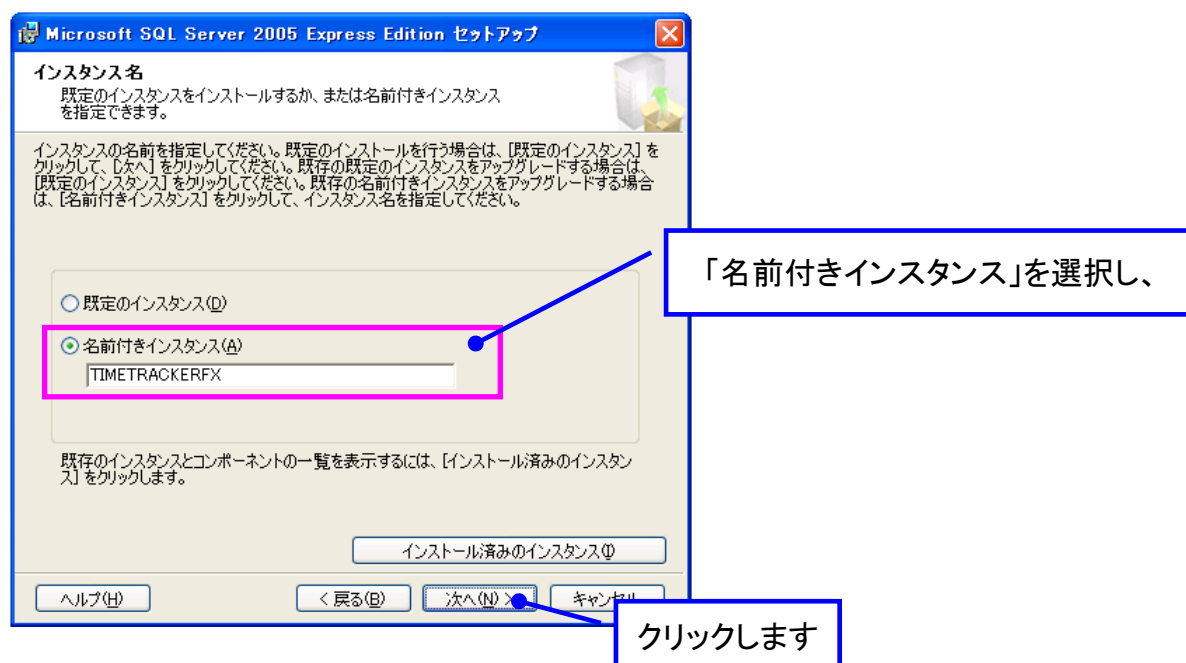 Microsoft SQL Server 2005 Express Edition セットアップ
インスタンス名
既定のインスタンスをインストールするか、または名前付きインスタンス
を指定できます。
インスタンスの名前を指定してください。既定のインストールを行う場合は、[既定のインスタンス] を
クリックして、[次へ] をクリックしてください。既存の既定のインスタンスをアップグレードする場合は、
[既定のインスタンス] をクリックしてください。既存の名前付きインスタンスをアップグレードする場合
は、[名前付きインスタンス] をクリックして、インスタンス名を指定してください。
「名前付きインスタンス」を選択し、
既定のインスタンス(D)
名前付きインスタンス(A)
TIMETRACKERFX
既存のインスタンスとコンポーネントの一覧を表示するには、[インストール済みのインスタン
ス] をクリックします。
インストール済みのインスタンス(I)
ヘルプ(H)
< 戻る(B)
次へ(N) >
キャンセル
クリックします